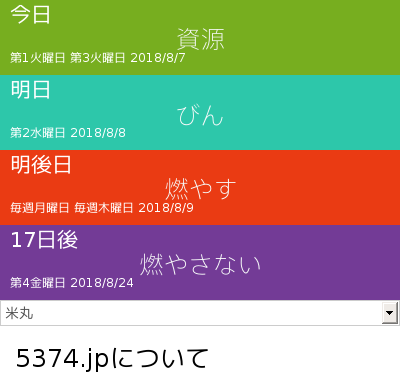 今日
資源
第1火曜日 第3火曜日 2018/8/7
明日
びん
第2水曜日 2018/8/8
明後日
燃やす
毎週月曜日 毎週木曜日 2018/8/9
17日後
燃やさない
第4金曜日 2018/8/24
米丸
5374.jpについて